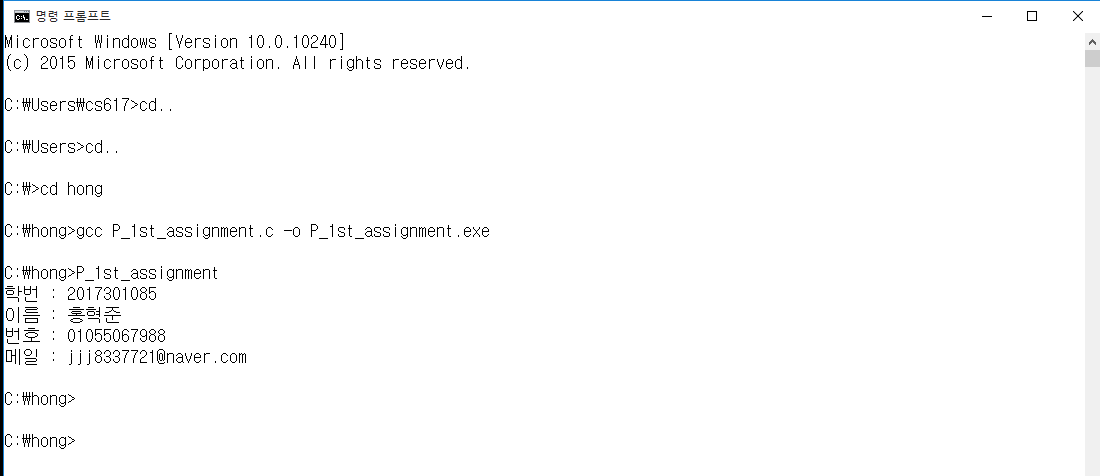 명령 프롬프트
Microsoft Windows [Version 10.0.10240]
(c) 2015 Microsoft Corporation. All rights reserved.
C:₩Users₩cs617>cd..
C:₩Users>cd..
C:₩>cd hong
C:₩hong>gcc P_1st_assignment.c -o P_1st_assignment.exe
C:₩hong>P_1st_assignment
학번 : 2017301085
이름 : 홍혁준
번호 : 01055067988
메일 : jjj8337721@naver.com
C:₩hong>
C:₩hong>